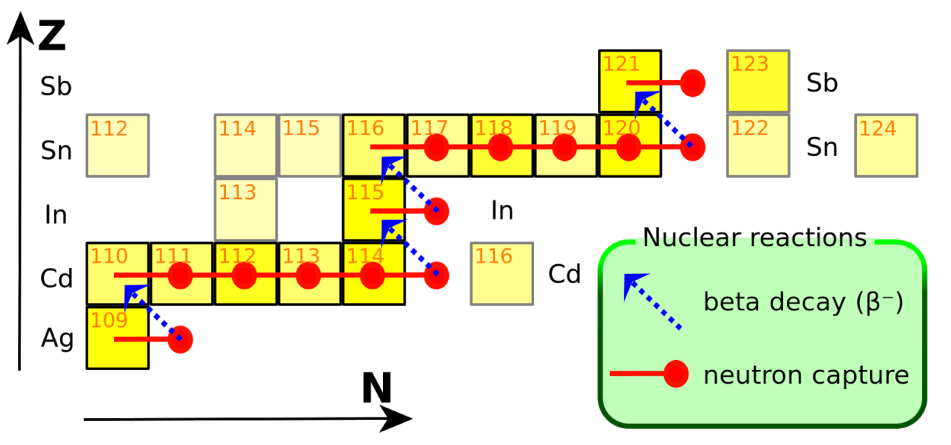 Z
Sb 121 123 Sb
Sn 112 114 115 116 117 118 119 120 122 Sn 124
In 113 115 In
Cd 110 111 112 113 114 116 Cd
Ag 109
N
Nuclear reactions
beta decay (β⁻)
neutron capture